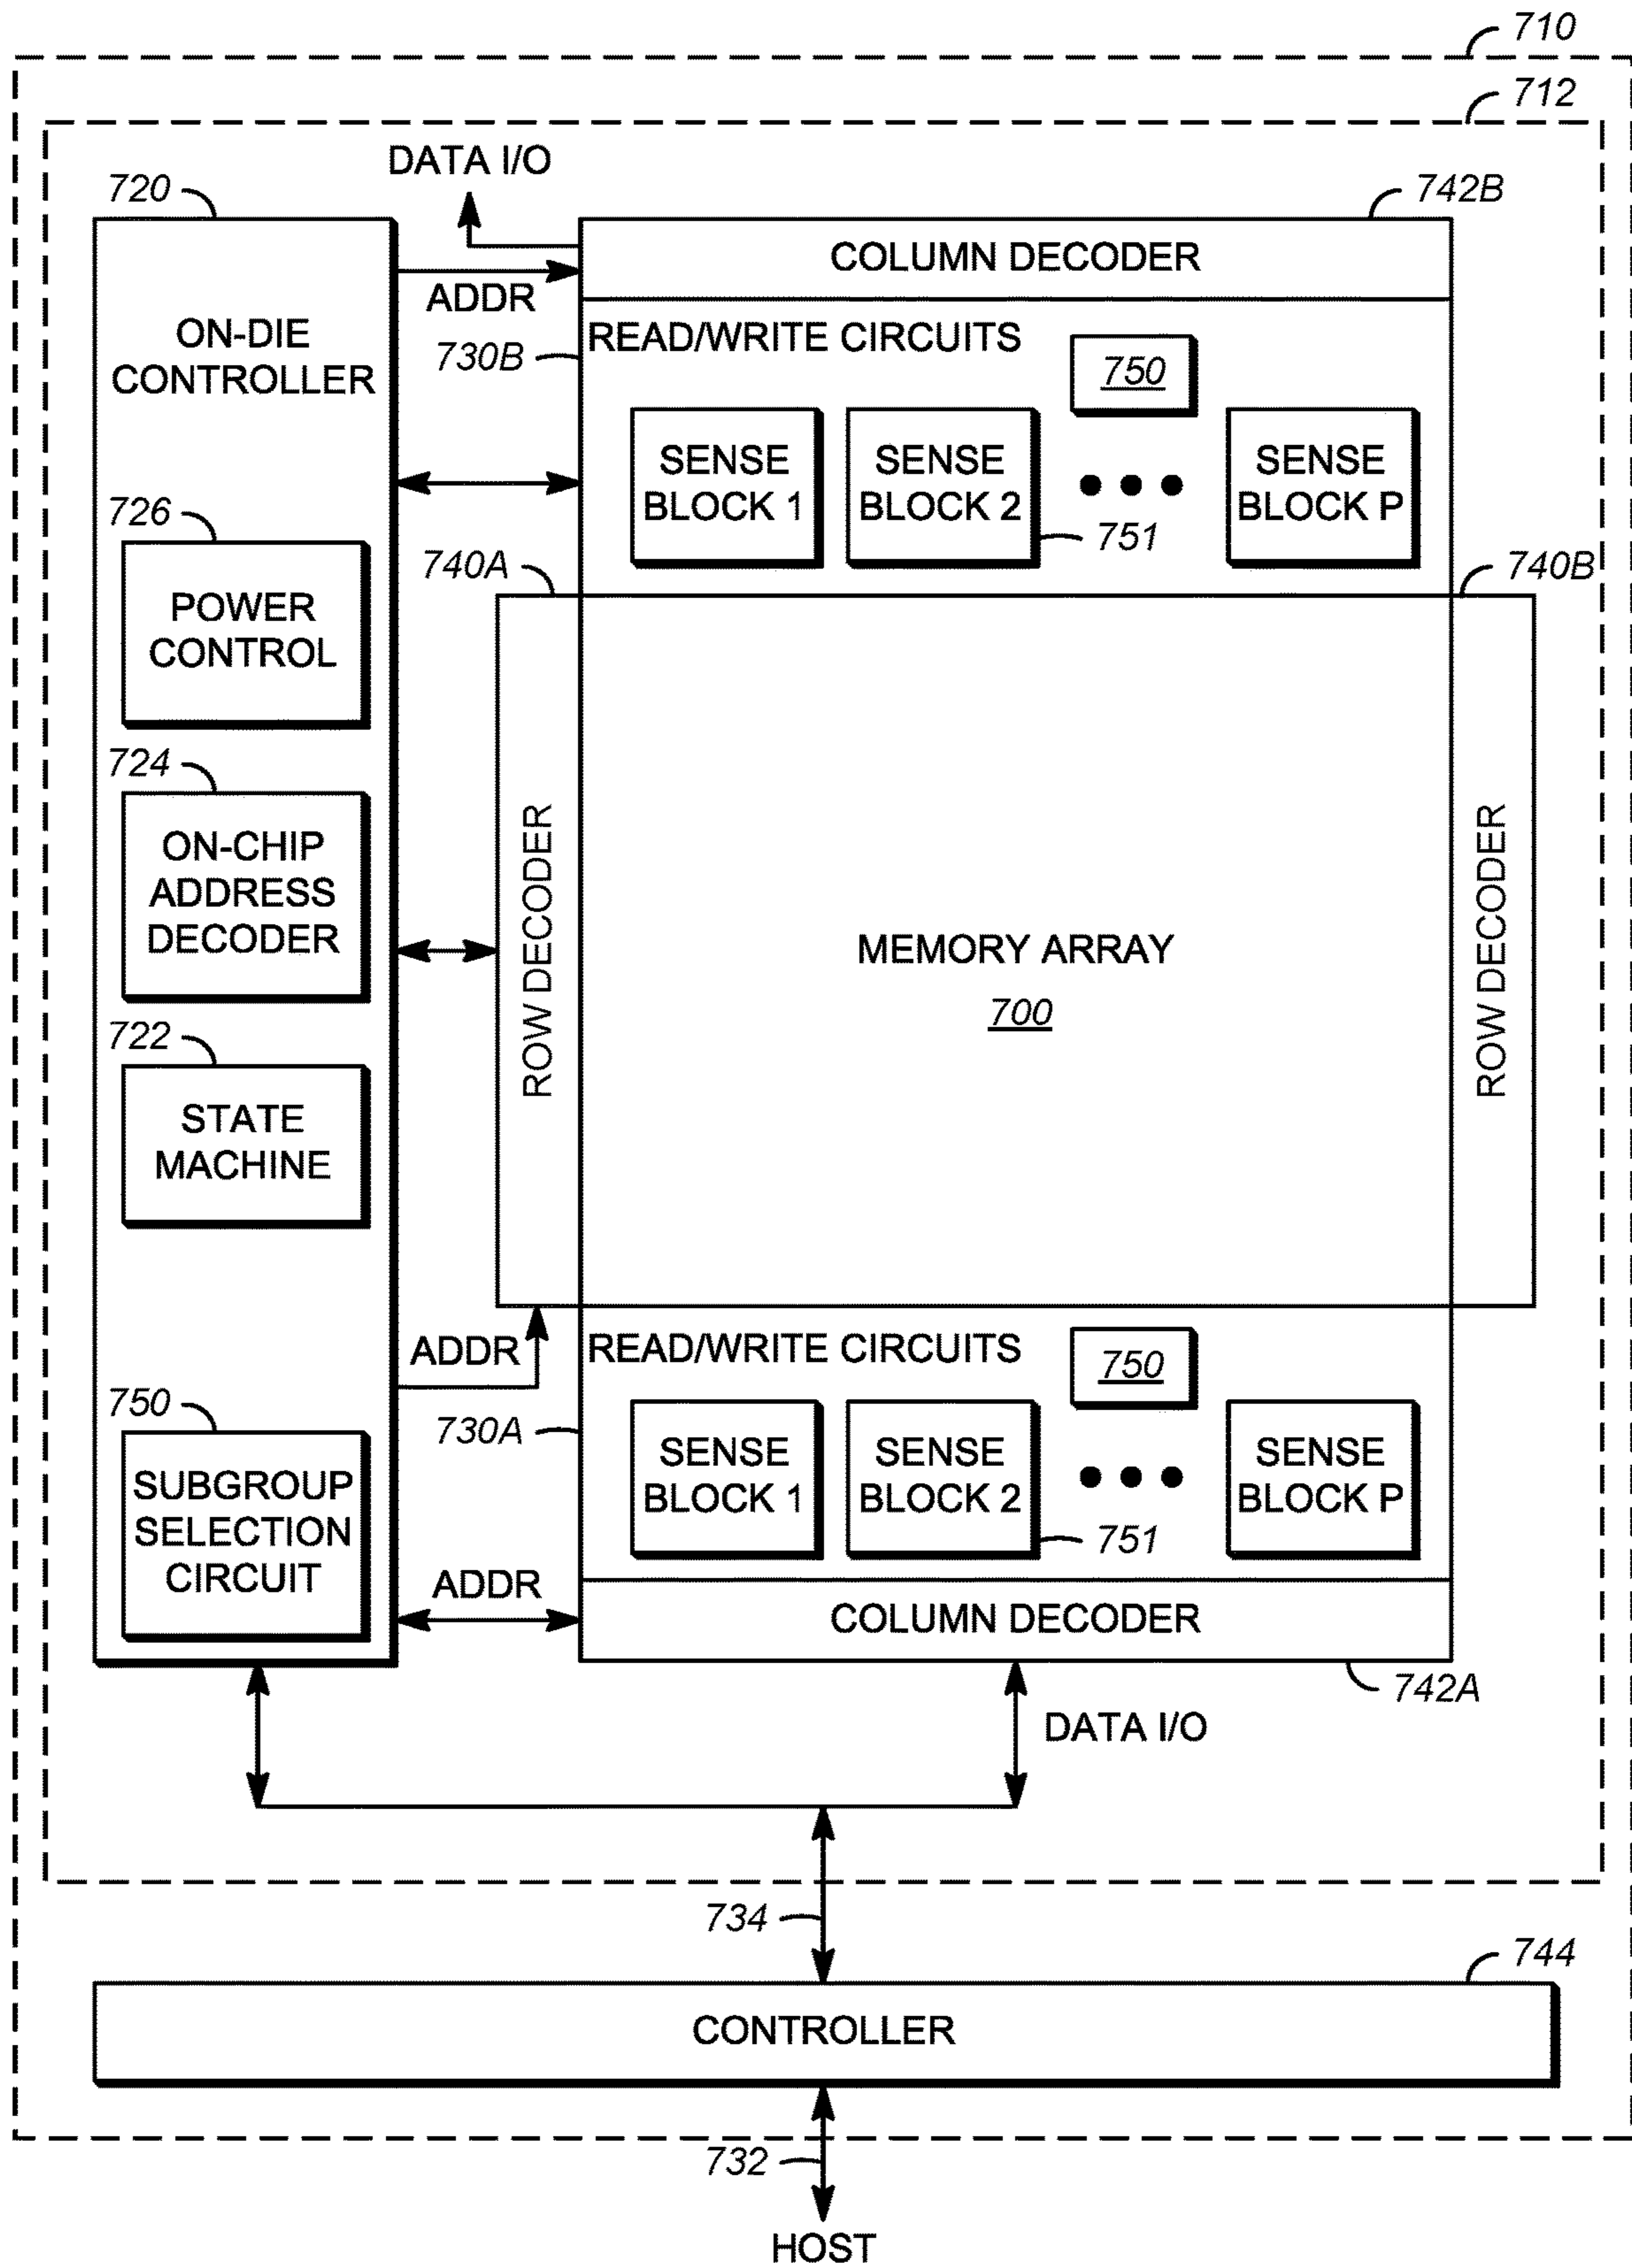 710
712
DATA I/O
720
742B
COLUMN DECODER
ADDR
ON-DIE
CONTROLLER
READ/WRITE CIRCUITS
730B
750
SENSE
BLOCK 1
SENSE
BLOCK 2
SENSE
BLOCK P
751
726
740A
740B
POWER
CONTROL
724
ON-CHIP
ADDRESS
DECODER
ROW DECODER
MEMORY ARRAY
700
ROW DECODER
722
STATE
MACHINE
ADDR
READ/WRITE CIRCUITS
750
750
730A
SENSE
BLOCK 1
SENSE
BLOCK 2
SENSE
BLOCK P
751
SUBGROUP
SELECTION
CIRCUIT
ADDR
COLUMN DECODER
742A
DATA I/O
734
744
CONTROLLER
732
HOST